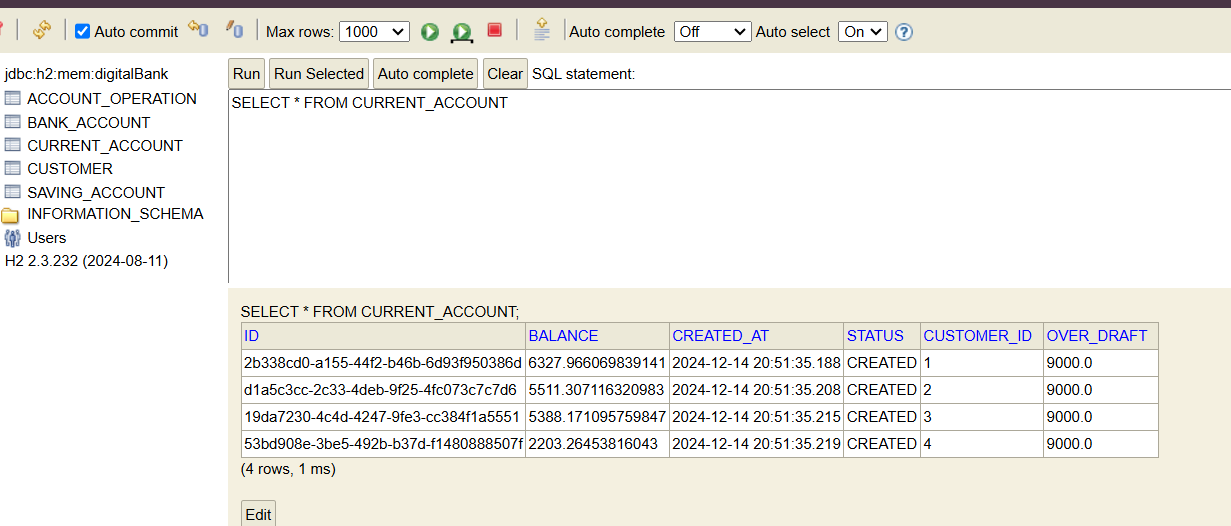 Auto commit Max rows: 1000 Auto complete Off Auto select On ?
jdbc:h2:mem:digitalBank
ACCOUNT_OPERATION
BANK_ACCOUNT
CURRENT_ACCOUNT
CUSTOMER
SAVING_ACCOUNT
INFORMATION_SCHEMA
Users
H2 2.3.232 (2024-08-11)
Run Run Selected Auto complete Clear SQL statement:
SELECT * FROM CURRENT_ACCOUNT
SELECT * FROM CURRENT_ACCOUNT;
ID BALANCE CREATED_AT STATUS CUSTOMER_ID OVER_DRAFT
2b338cd0-a155-44f2-b46b-6d93f950386d 6327.966069839141 2024-12-14 20:51:35.188 CREATED 1 9000.0
d1a5c3cc-2c33-4deb-9f25-4fc073c7c7d6 5511.307116320983 2024-12-14 20:51:35.208 CREATED 2 9000.0
19da7230-4c4d-4247-9fe3-cc384f1a5551 5388.171095759847 2024-12-14 20:51:35.215 CREATED 3 9000.0
53bd908e-3be5-492b-b37d-f1480888507f 2203.26453816043 2024-12-14 20:51:35.219 CREATED 4 9000.0
(4 rows, 1 ms)
Edit